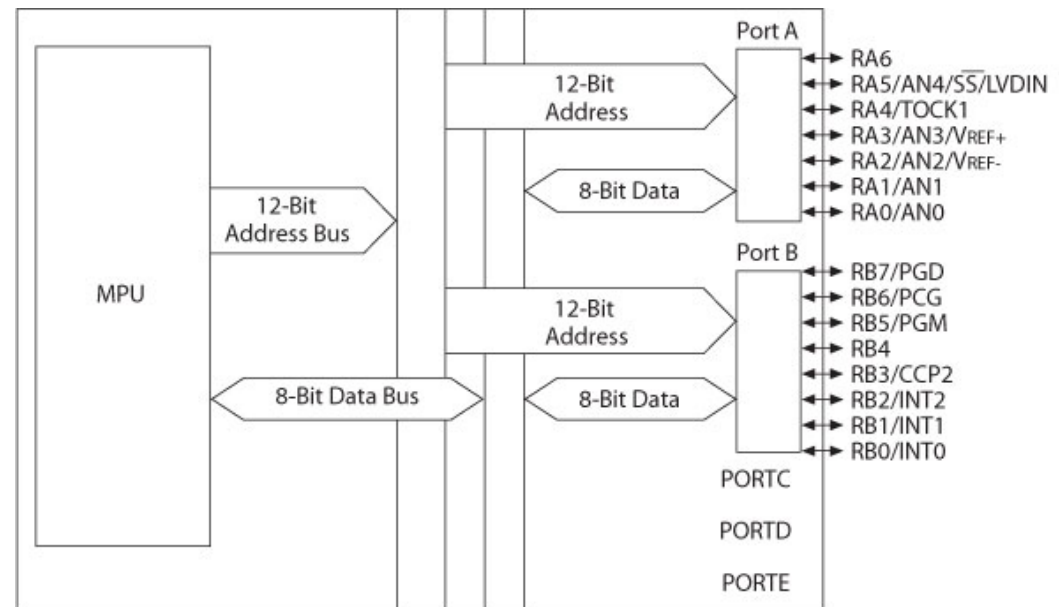 MPU
12-Bit
Address Bus
8-Bit Data Bus
12-Bit
Address
8-Bit Data
Port A
RA6
RA5/AN4/S̅S̅/LVDIN
RA4/TOCK1
RA3/AN3/VREF+
RA2/AN2/VREF-
RA1/AN1
RA0/AN0
12-Bit
Address
8-Bit Data
Port B
RB7/PGD
RB6/PCG
RB5/PGM
RB4
RB3/CCP2
RB2/INT2
RB1/INT1
RB0/INT0
PORTC
PORTD
PORTE